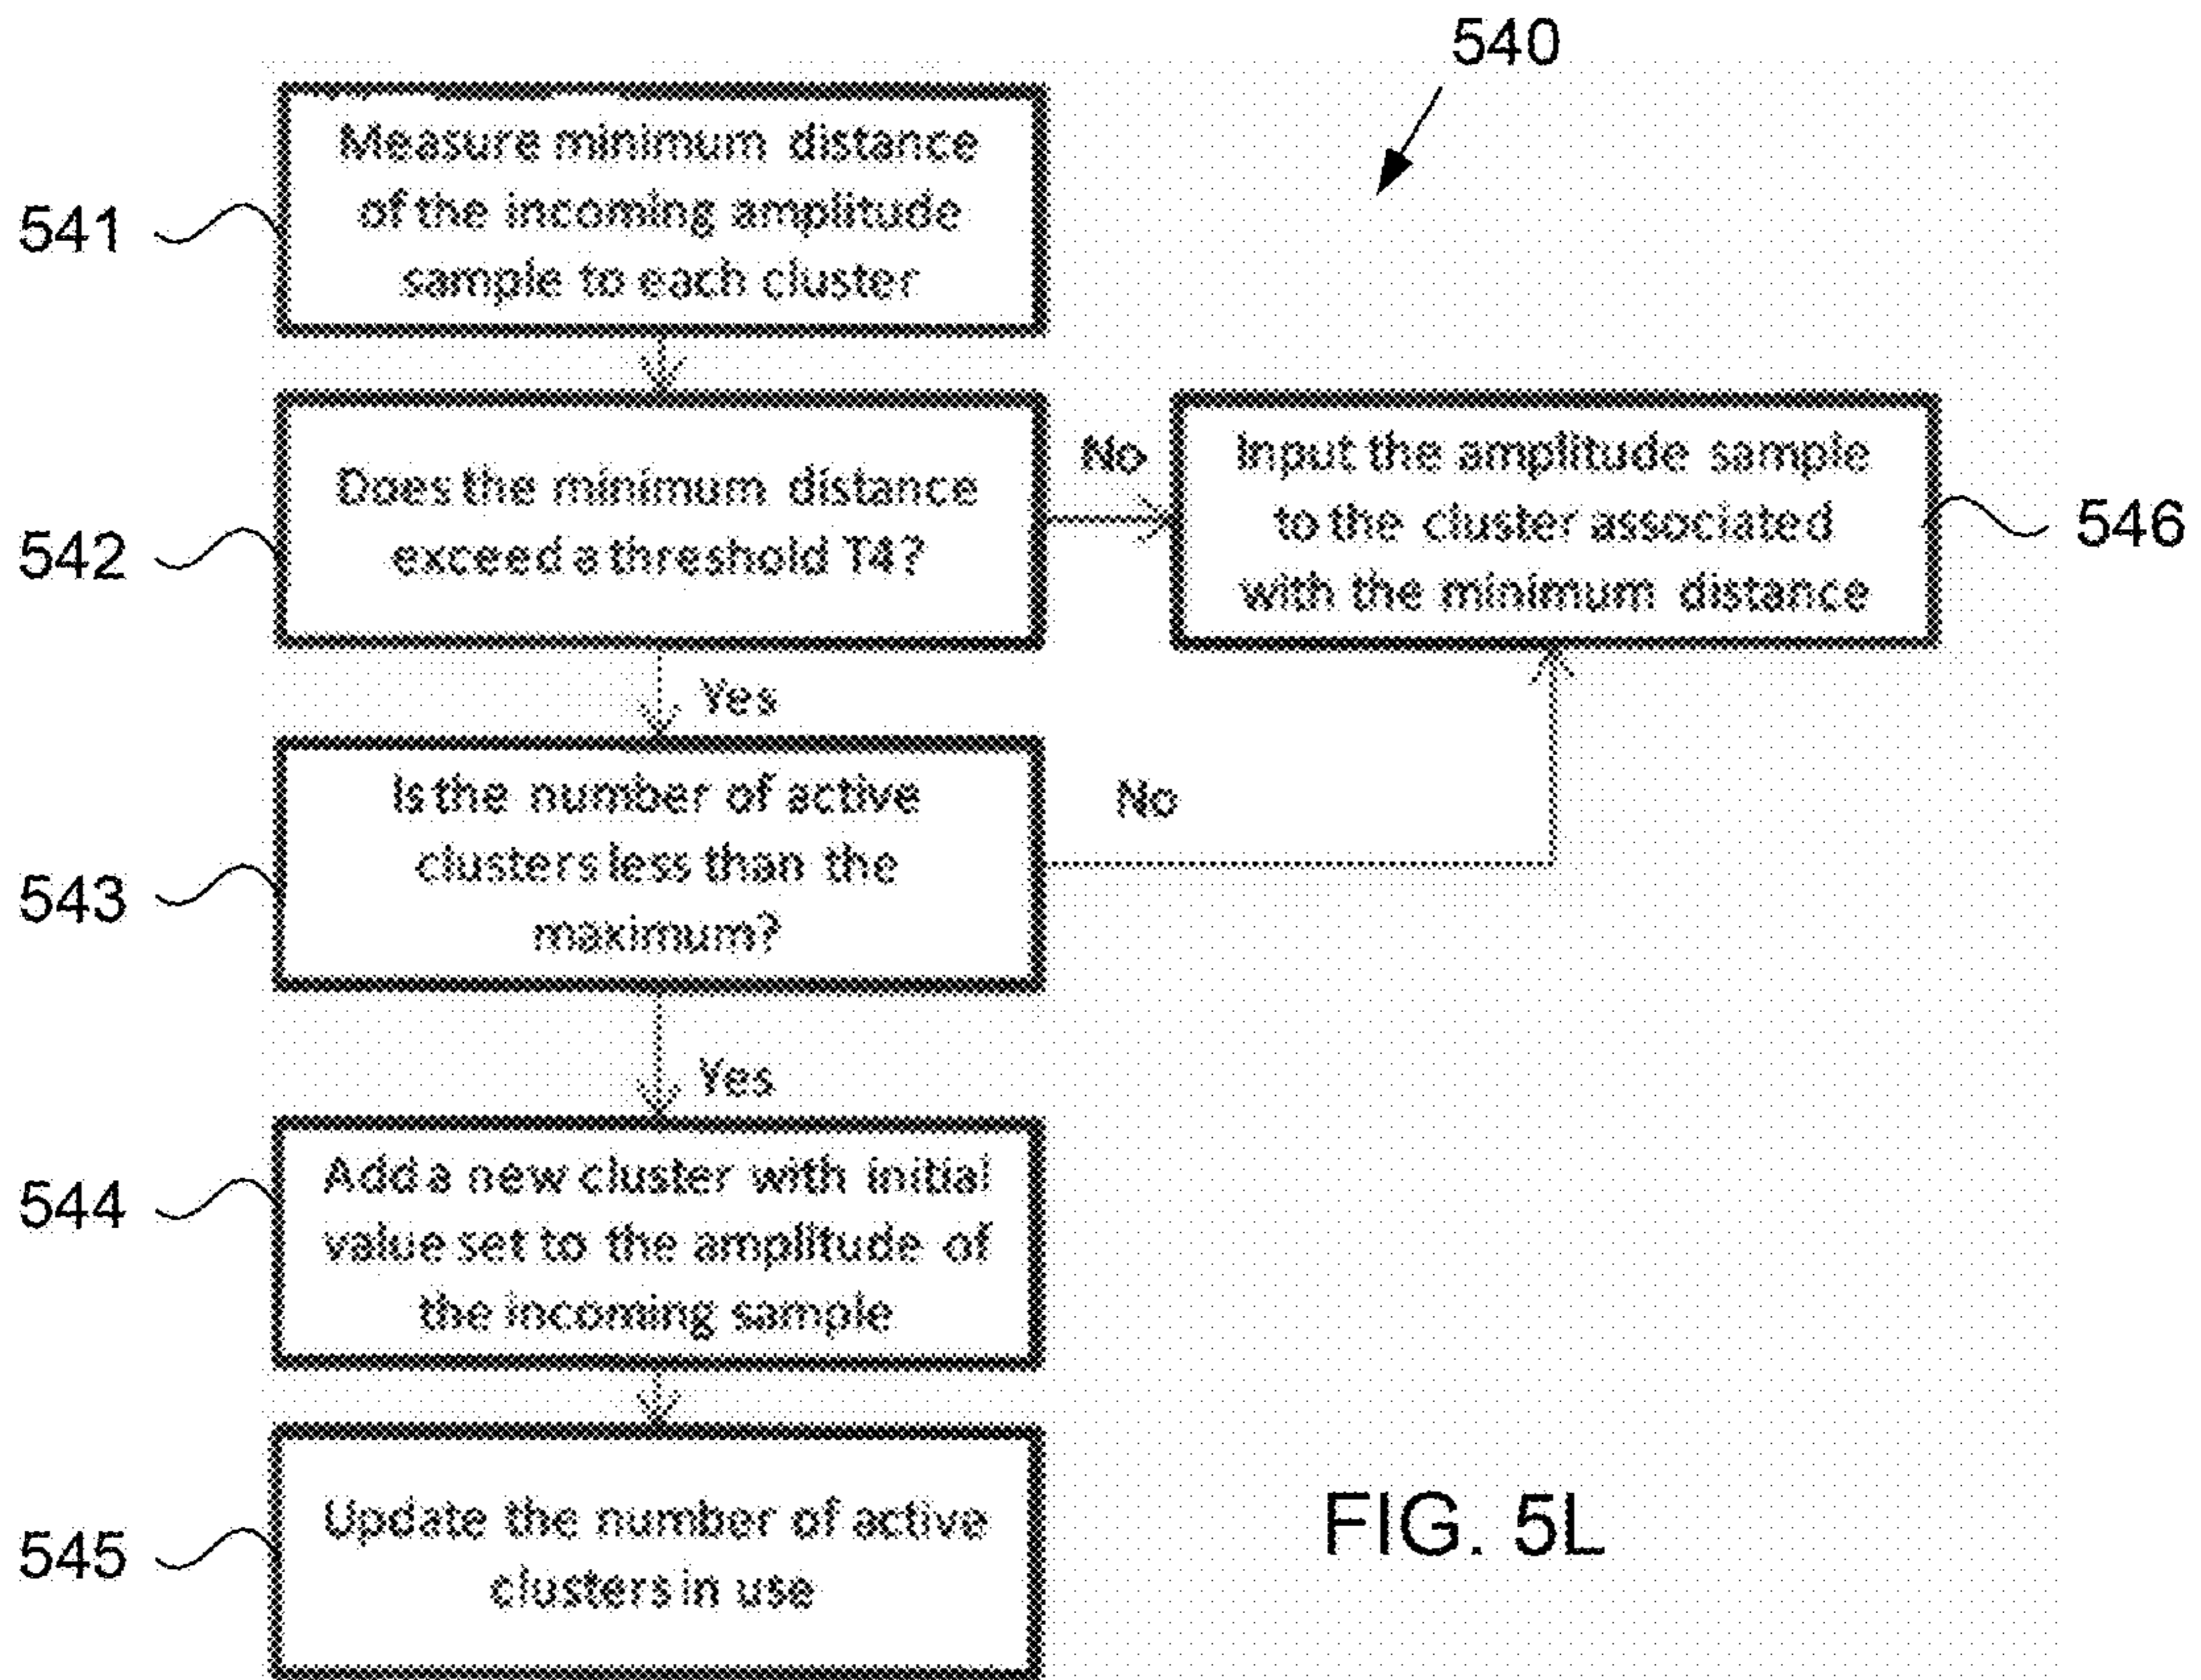 540
Measure minimum distance
of the incoming amplitude
sample to each cluster
541
Does the minimum distance
exceed a threshold T4?
542
No
Input the amplitude sample
to the cluster associated
with the minimum distance
546
Yes
Is the number of active
clusters less than the
maximum?
543
No
Yes
Add a new cluster with initial
value set to the amplitude of
the incoming sample
544
Update the number of active
clusters in use
545
FIG. 5L